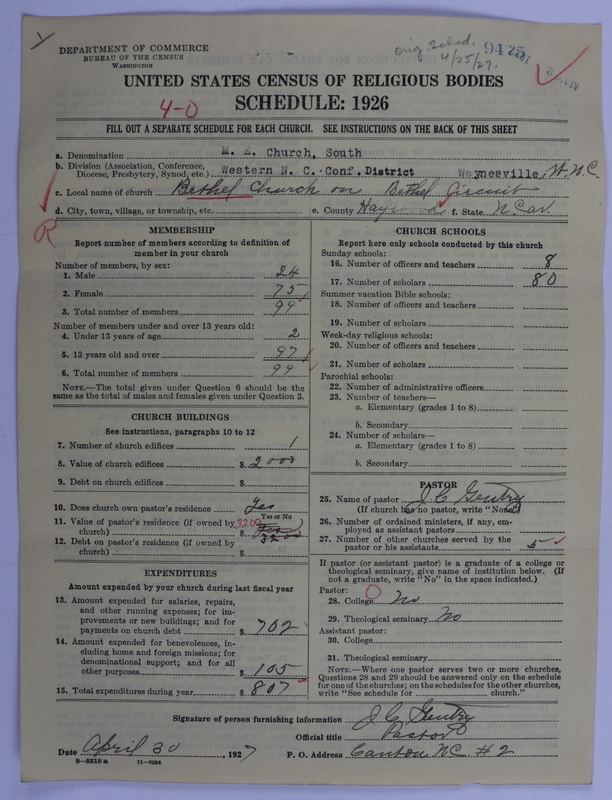 DEPARTMENT OF COMMERCE
BUREAU OF THE CENSUS
WASHINGTON
orig. sched.
4/25/27.
9475
UNITED STATES CENSUS OF RELIGIOUS BODIES
SCHEDULE: 1926
4-0
FILL OUT A SEPARATE SCHEDULE FOR EACH CHURCH. SEE INSTRUCTIONS ON THE BACK OF THIS SHEET
a. Denomination M. E. Church, South
b. Division (Association, Conference, Diocese, Presbytery, Synod, etc.) Western N. C. Conf. District Waynesville, W.N.C.
c. Local name of church Bethel Church on Bethel Circuit
d. City, town, village, or township, etc. e. County f. State N. Car.
R
MEMBERSHIP
Report number of members according to definition of
member in your church
Number of members, by sex:
1. Male 24
2. Female 75
3. Total number of members 99
Number of members under and over 13 years old:
4. Under 13 years of age 2
5. 13 years old and over 97
6. Total number of members 99
NOTE.—The total given under Question 6 should be
same as the total of males and females given under Question 3.
CHURCH BUILDINGS
See instructions, paragraphs 10 to 12
7. Number of church edifices 1
8. Value of church edifices $ 2000
9. Debt on church edifices $
10. Does church own pastor's residence Yes
Yes or No
11. Value of pastor's residence (if owned by church) 3200 $ 3200
12. Debt on pastor's residence (if owned by church) $
EXPENDITURES
Amount expended by your church during last fiscal year
13. Amount expended for salaries, repairs,
and other running expenses; for im-
provements or new buildings; and for
payments on church debt $ 702
14. Amount expended for benevolences, in-
cluding home and foreign missions; for
denominational support; and for all
other purposes $ 105
15. Total expenditures during year $ 807
CHURCH SCHOOLS
Report here only schools conducted by this church
Sunday schools:
16. Number of officers and teachers 8
17. Number of scholars 80
Summer vacation Bible schools:
18. Number of officers and teachers
19. Number of scholars
Week-day religious schools:
20. Number of officers and teachers
21. Number of scholars
Parochial schools:
22. Number of administrative officers
23. Number of teachers—
a. Elementary (grades 1 to 8)
b. Secondary
24. Number of scholars—
a. Elementary (grades 1 to 8)
b. Secondary
PASTOR
25. Name of pastor J C Gentry
(If church has no pastor, write "None")
26. Number of ordained ministers, if any, em-
ployed as assistant pastors
27. Number of other churches served by the
pastor or his assistants 5
If pastor (or assistant pastor) is a graduate of a college or
theological seminary, give name of institution below. (If
not a graduate, write "No" in the space indicated.)
Pastor:
28. College No
29. Theological seminary No
Assistant pastor:
30. College
31. Theological seminary
NOTE.—Where one pastor serves two or more churches,
Questions 28 and 29 should be answered only on the schedule
for one of the churches; on the schedules for the other churches,
write "See schedule for church."
Signature of person furnishing information J C Gentry
Official title Pastor
Date April 30, 1927 P. O. Address Canton N.C. #2
8-5518 a 11-9024